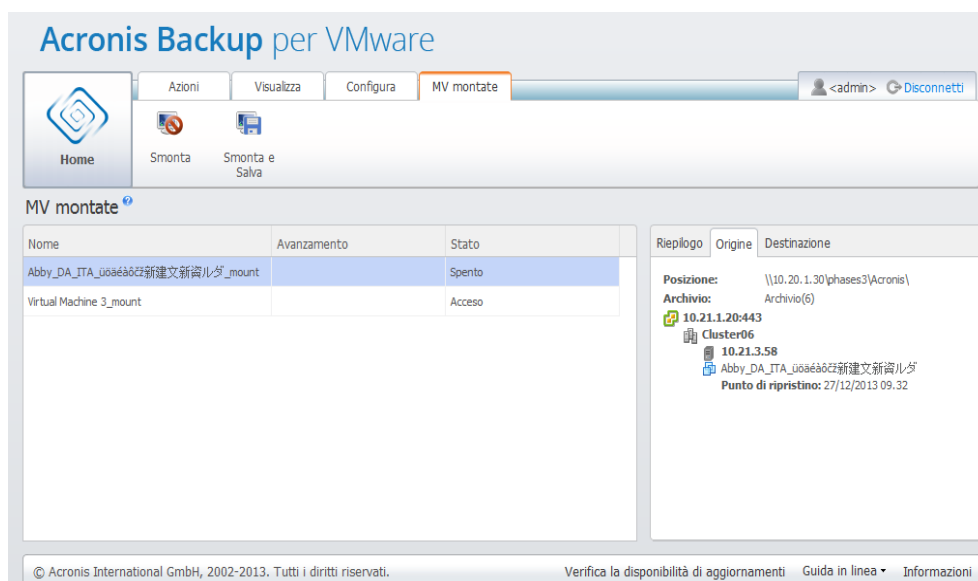 Acronis Backup per VMware
Azioni Visualizza Configura MV montate <admin> Disconnetti
Home
Smonta
Smonta e
Salva
MV montate
Nome Avanzamento Stato
Abby_DA_ITA_üöäéàôčž新建文新資ルダ_mount Spento
Virtual Machine 3_mount Acceso
Riepilogo Origine Destinazione
Posizione: \\10.20.1.30\phases3\Acronis\
Archivio: Archivio(6)
10.21.1.20:443
Cluster06
10.21.3.58
Abby_DA_ITA_üöäéàôčž新建文新資ルダ
Punto di ripristino: 27/12/2013 09.32
© Acronis International GmbH, 2002-2013. Tutti i diritti riservati. Verifica la disponibilità di aggiornamenti Guida in linea Informazioni